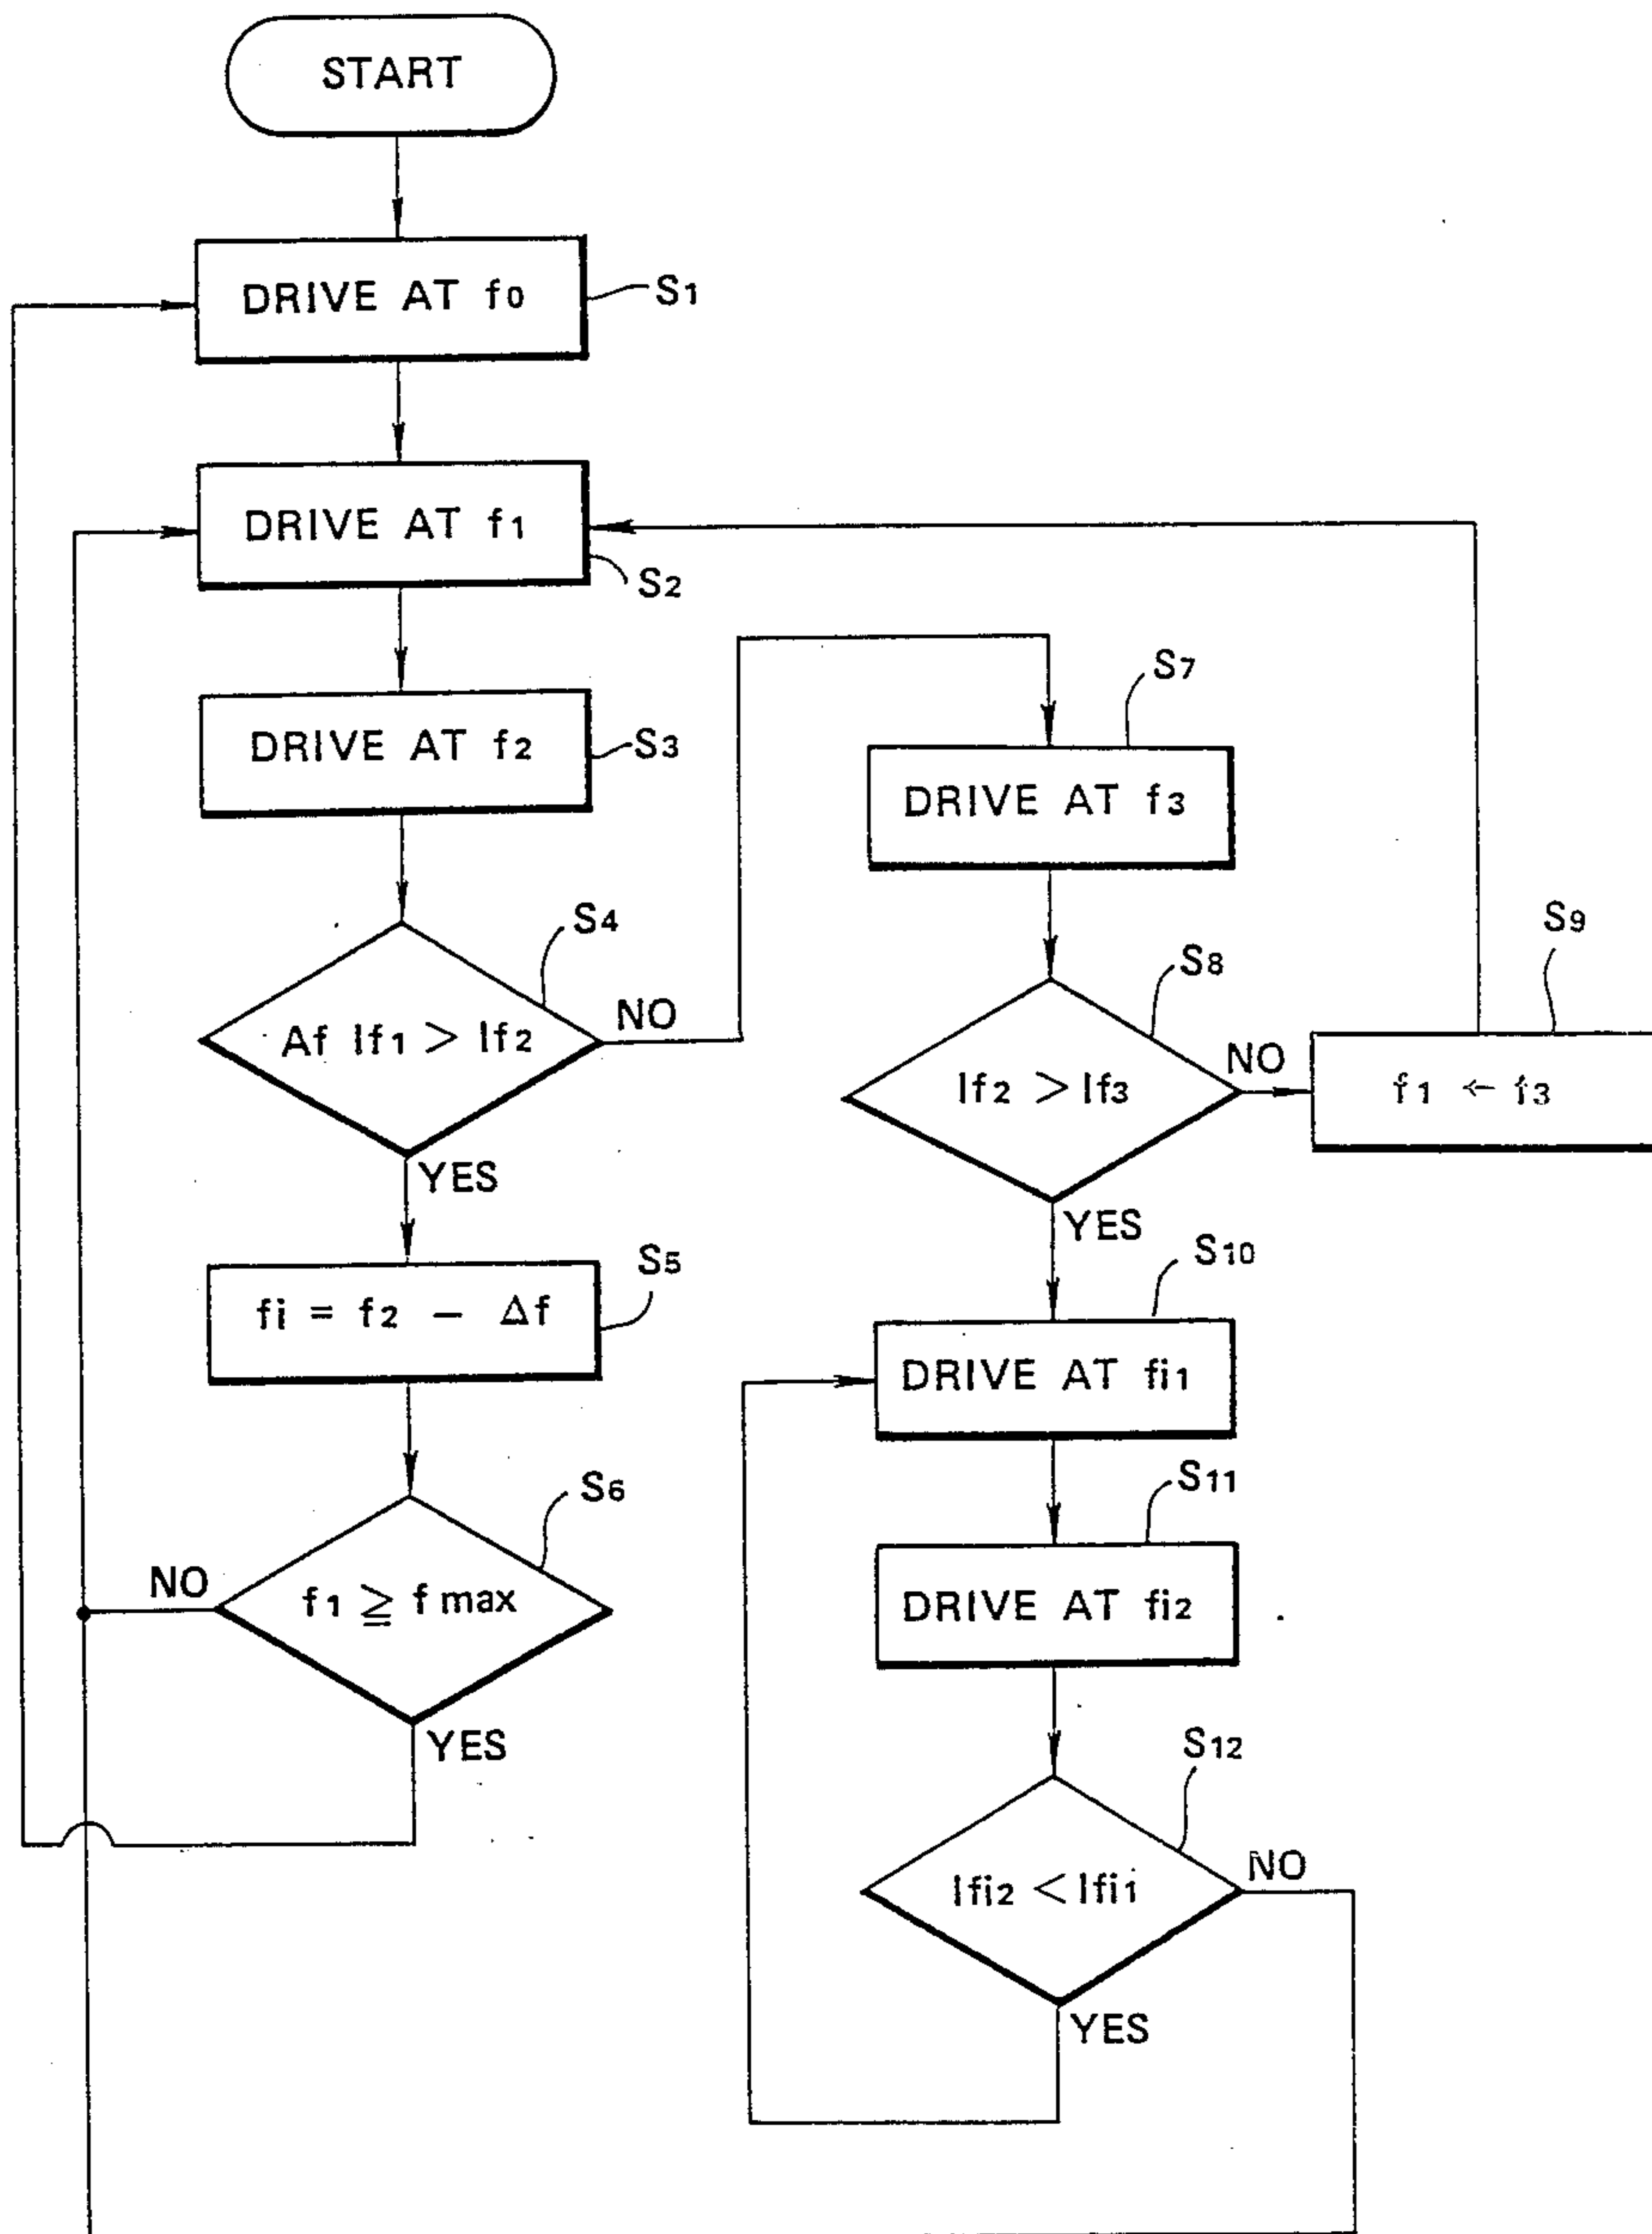 START
DRIVE AT f0
S1
DRIVE AT f1
S2
DRIVE AT f2
S3
Af If1 > If2
S4
NO
YES
fi = f2 − Δf
S5
f1 ≧ f max
S6
NO
YES
DRIVE AT f3
S7
If2 > If3
S8
NO
YES
f1 ← f3
S9
DRIVE AT fi1
S10
DRIVE AT fi2
S11
Ifi2 < Ifi1
S12
NO
YES